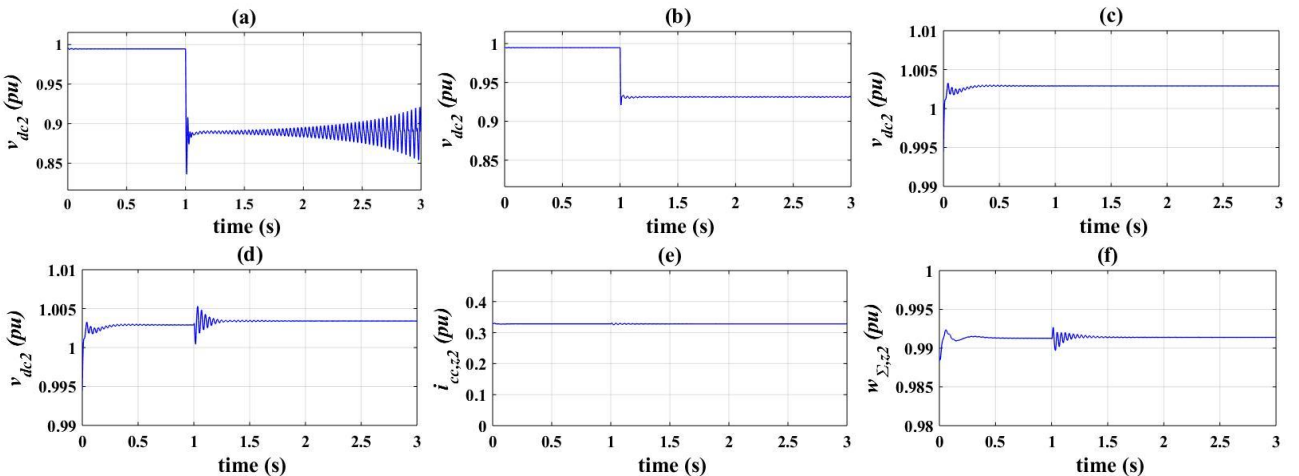 (a)
v_dc2 (pu)
1
0.95
0.9
0.85
0 0.5 1 1.5 2 2.5 3
time (s)
(b)
v_dc2 (pu)
1
0.95
0.9
0.85
0 0.5 1 1.5 2 2.5 3
time (s)
(c)
v_dc2 (pu)
1.01
1.005
1
0.995
0.99
0 0.5 1 1.5 2 2.5 3
time (s)
(d)
v_dc2 (pu)
1.01
1.005
1
0.995
0.99
0 0.5 1 1.5 2 2.5 3
time (s)
(e)
i_cc,z2 (pu)
0.4
0.3
0.2
0.1
0
0 0.5 1 1.5 2 2.5 3
time (s)
(f)
w_Σ,z2 (pu)
1
0.995
0.99
0.985
0.98
0 0.5 1 1.5 2 2.5 3
time (s)